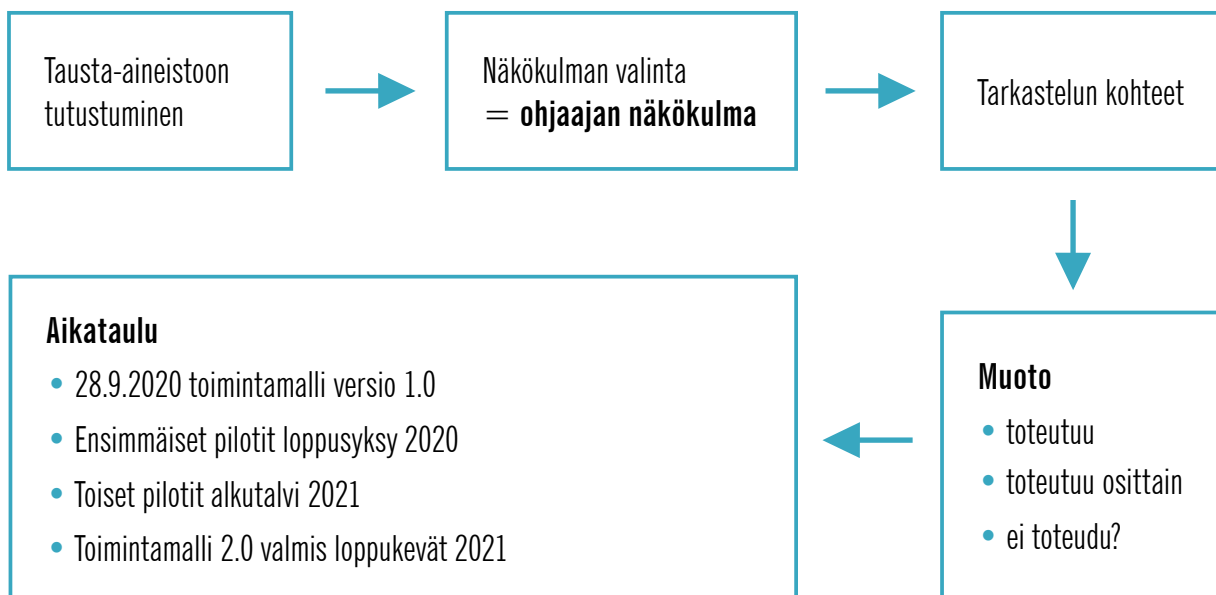 Tausta-aineistoon
tutustuminen
Näkökulman valinta
= ohjaajan näkökulma
Tarkastelun kohteet
Muoto
• toteutuu
• toteutuu osittain
• ei toteudu?
Aikataulu
• 28.9.2020 toimintamalli versio 1.0
• Ensimmäiset pilotit loppusyksy 2020
• Toiset pilotit alkutalvi 2021
• Toimintamalli 2.0 valmis loppukevät 2021